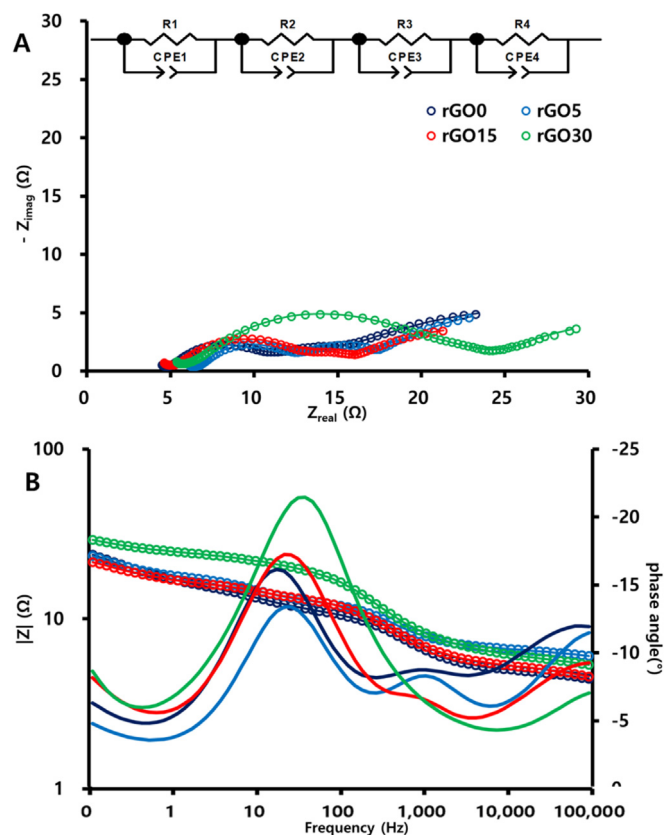 A
R1 R2 R3 R4
CPE1 CPE2 CPE3 CPE4
rGO0 rGO5
rGO15 rGO30
- Zimag (Ω)
30
25
20
15
10
5
0
0 5 10 15 20 25 30
Zreal (Ω)
B
|Z| (Ω)
100
10
1
-25
-20
-15
-10
-5
0
phase angle(°)
0 1 10 100 1,000 10,000 100,000
Frequency (Hz)